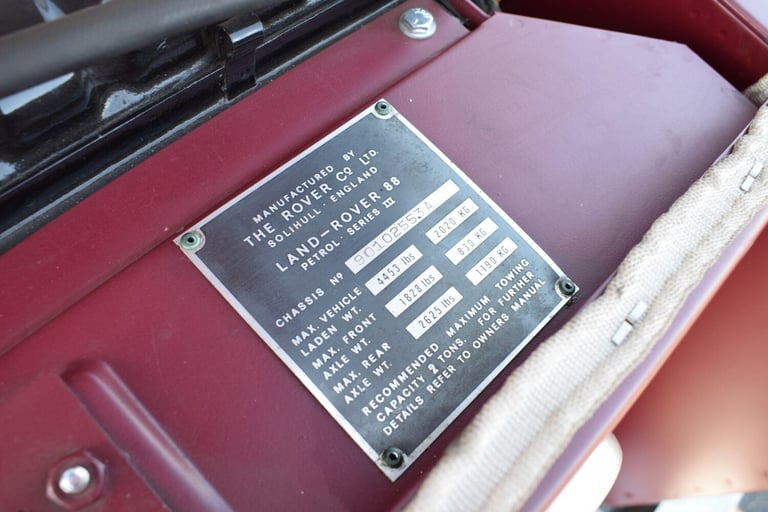 MANUFACTURED BY
THE ROVER Cº LTD.
SOLIHULL · ENGLAND
LAND-ROVER 88
PETROL · SERIES III
CHASSIS Nº 90102553A
MAX. VEHICLE LADEN WT. 4453 lbs 2020 KG
MAX. FRONT AXLE WT. 1828 lbs 830 KG
MAX. REAR AXLE WT. 2625 lbs 1190 KG
RECOMMENDED MAXIMUM TOWING
CAPACITY 2 TONS. FOR FURTHER
DETAILS REFER TO OWNERS MANUAL